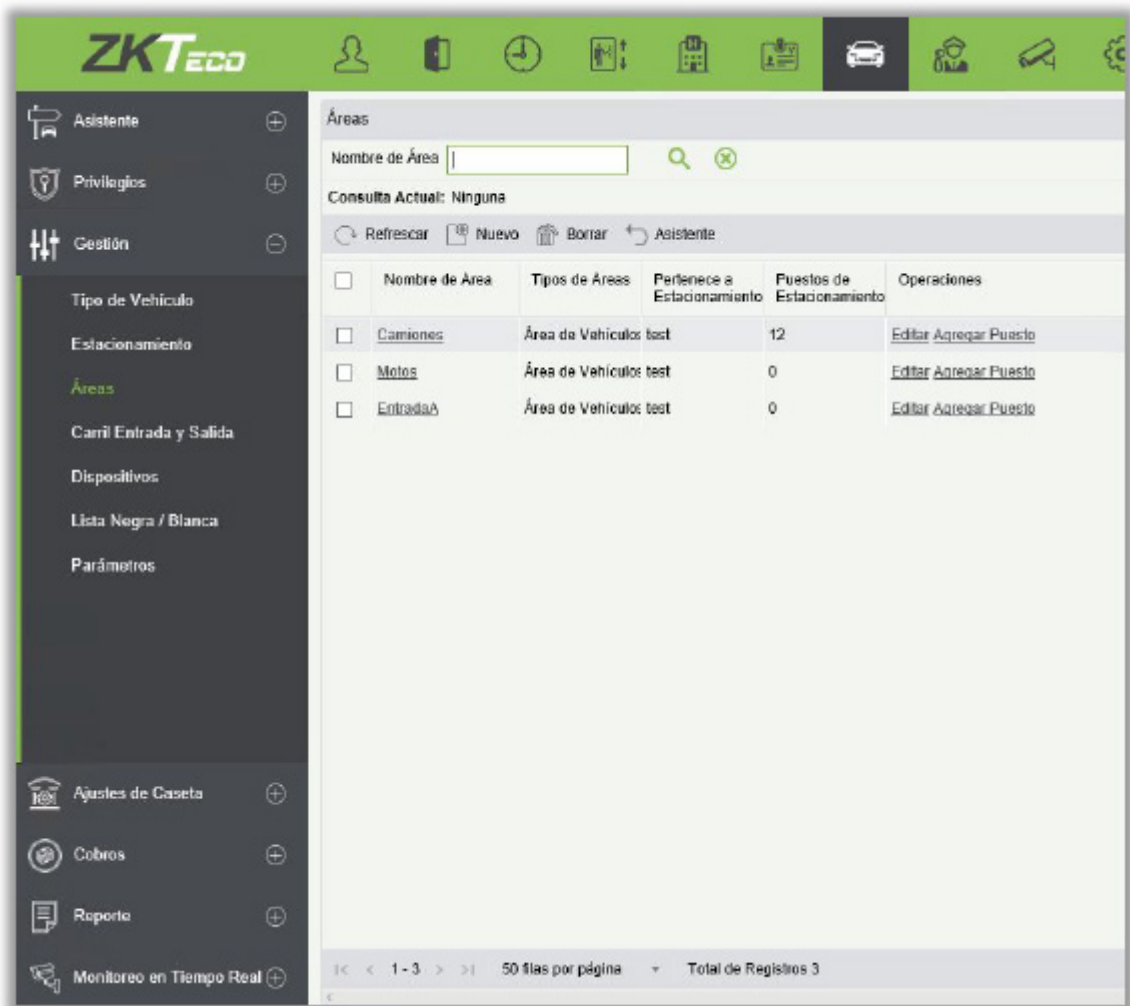 ZKTeco
Asistente
Privilegios
Gestión
Tipo de Vehículo
Estacionamiento
Áreas
Carril Entrada y Salida
Dispositivos
Lista Negra / Blanca
Parámetros
Ajustes de Caseta
Cobros
Reporte
Monitoreo en Tiempo Real
Áreas
Nombre de Área
Consulta Actual: Ninguna
Refrescar Nuevo Borrar Asistente
Nombre de Área Tipos de Áreas Pertenece a Estacionamiento Puestos de Estacionamiento Operaciones
Camiones Área de Vehículos test 12 Editar Agregar Puesto
Motos Área de Vehículos test 0 Editar Agregar Puesto
EntradaA Área de Vehículos test 0 Editar Agregar Puesto
1 - 3 50 filas por página Total de Registros 3